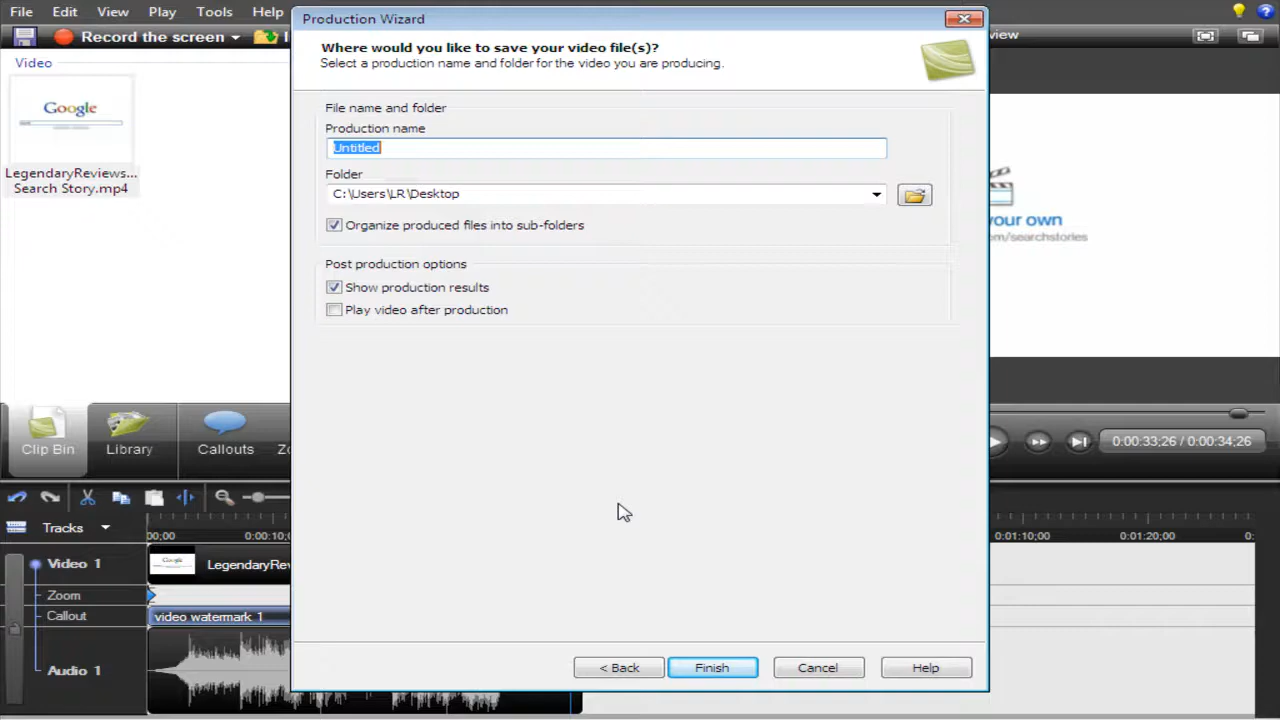 File Edit View Play Tools Help
Production Wizard
Record the screen
view
Where would you like to save your video file(s)?
Select a production name and folder for the video you are producing.
Video
Google
LegendaryReviews...
Search Story.mp4
File name and folder
Production name
Untitled
Folder
C:\Users\LR\Desktop
Organize produced files into sub-folders
Post production options
Show production results
Play video after production
your own
om/searchstories
Clip Bin
Library
Callouts
Zo
0:00:33;26 / 0:00:34;26
Tracks
00;00 0:00:10; 0:01:10;00 0:01:20;00 0:
Video 1
Google
LegendaryRev
Zoom
Callout
video watermark 1
Audio 1
< Back
Finish
Cancel
Help